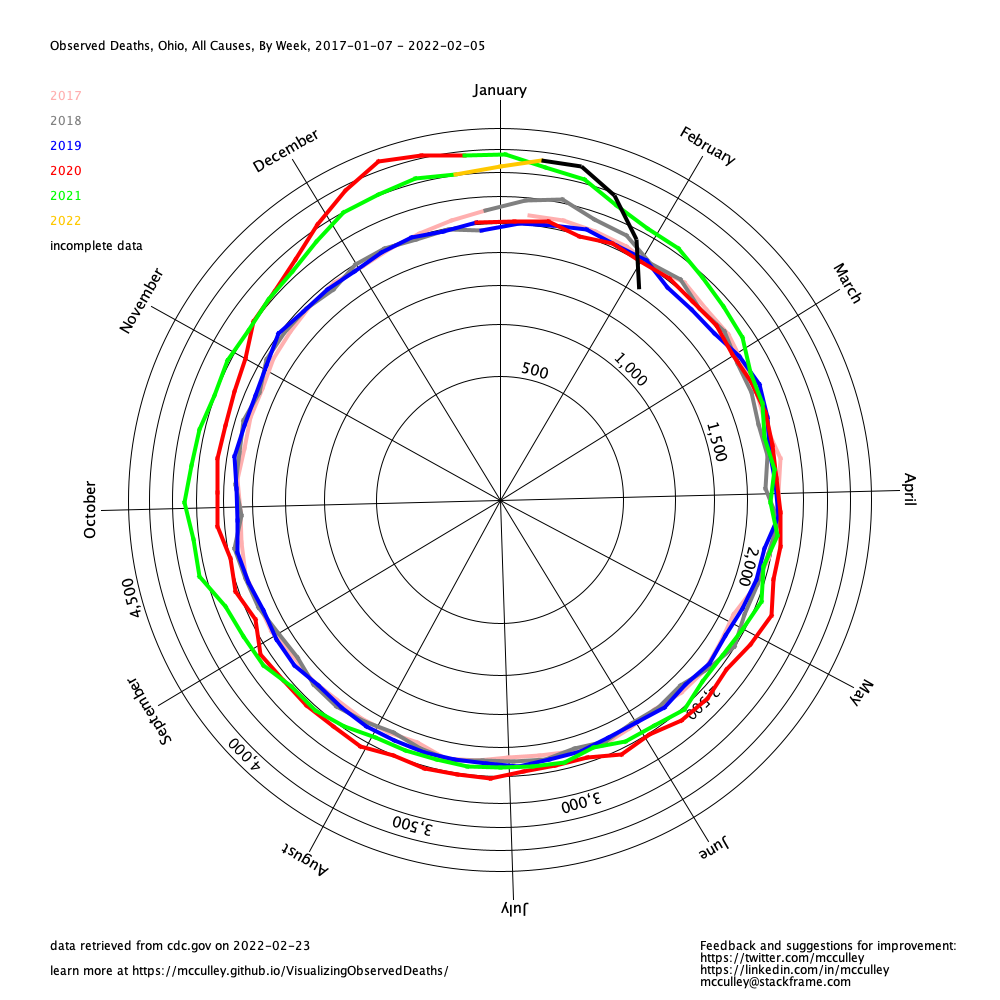 Observed Deaths, Ohio, All Causes, By Week, 2017-01-07 - 2022-02-05
2017
2018
2019
2020
2021
2022
incomplete data
January
February
March
April
May
June
July
August
September
October
November
December
500
1,000
1,500
2,000
2,500
3,000
3,500
4,000
4,500
data retrieved from cdc.gov on 2022-02-23
learn more at https://mcculley.github.io/VisualizingObservedDeaths/
Feedback and suggestions for improvement:
https://twitter.com/mcculley
https://linkedin.com/in/mcculley
mcculley@stackframe.com